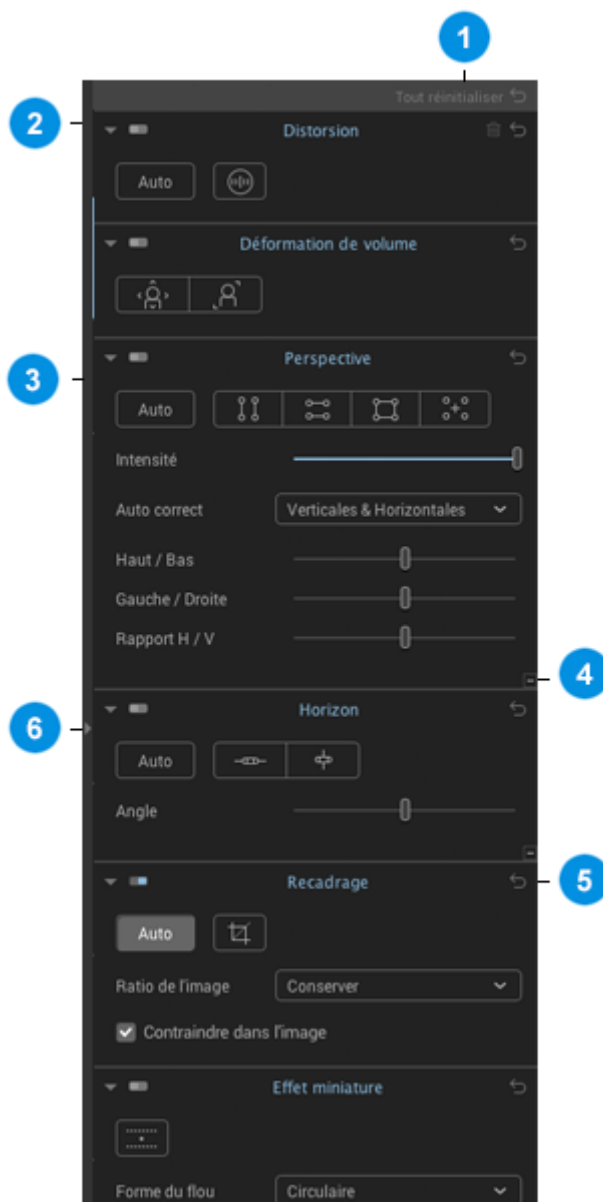 1
Tout réinitialiser
2
Distorsion
Auto
Déformation de volume
3
Perspective
Auto
Intensité
Auto correct Verticales & Horizontales
Haut / Bas
Gauche / Droite
Rapport H / V
4
6
Horizon
Auto
Angle
5
Recadrage
Auto
Ratio de l'image Conserver
Contraindre dans l'image
Effet miniature
Forme du flou Circulaire